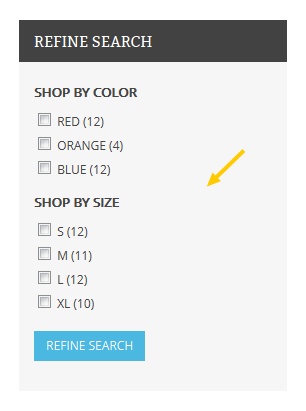 REFINE SEARCH
SHOP BY COLOR
RED (12)
ORANGE (4)
BLUE (12)
SHOP BY SIZE
S (12)
M (11)
L (12)
XL (10)
REFINE SEARCH